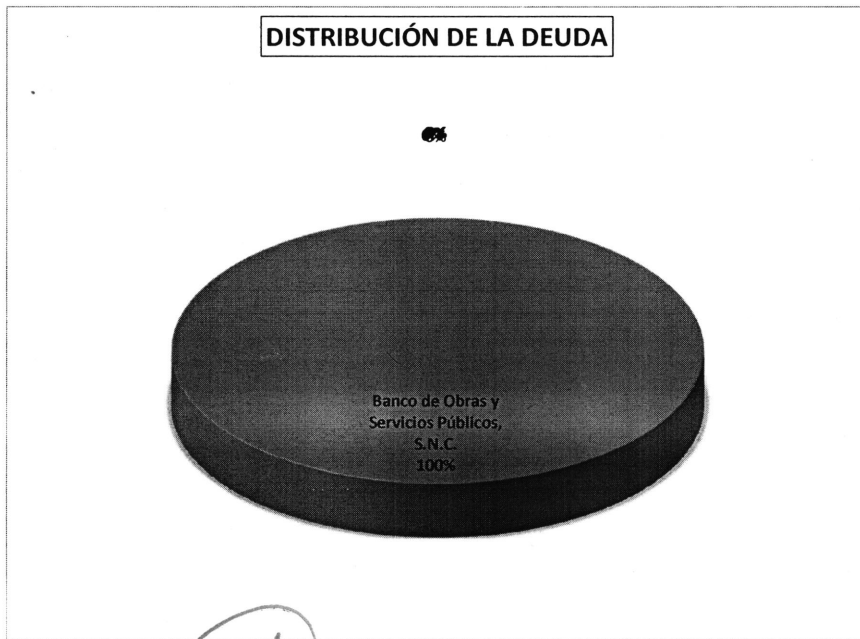 DISTRIBUCIÓN DE LA DEUDA
Banco de Obras y
Servicios Públicos,
S.N.C.
100%